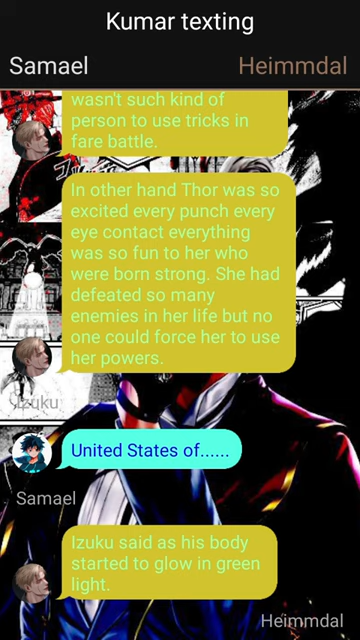 Kumar texting
Samael
Heimmdal
wasn't such kind of
person to use tricks in
fare battle.
In other hand Thor was so
excited every punch every
eye contact everything
was so fun to her who
were born strong. She had
defeated so many
enemies in her life but no
one could force her to use
her powers.
Izuku
United States of......
Samael
Izuku said as his body
started to glow in green
light.
Heimmdal